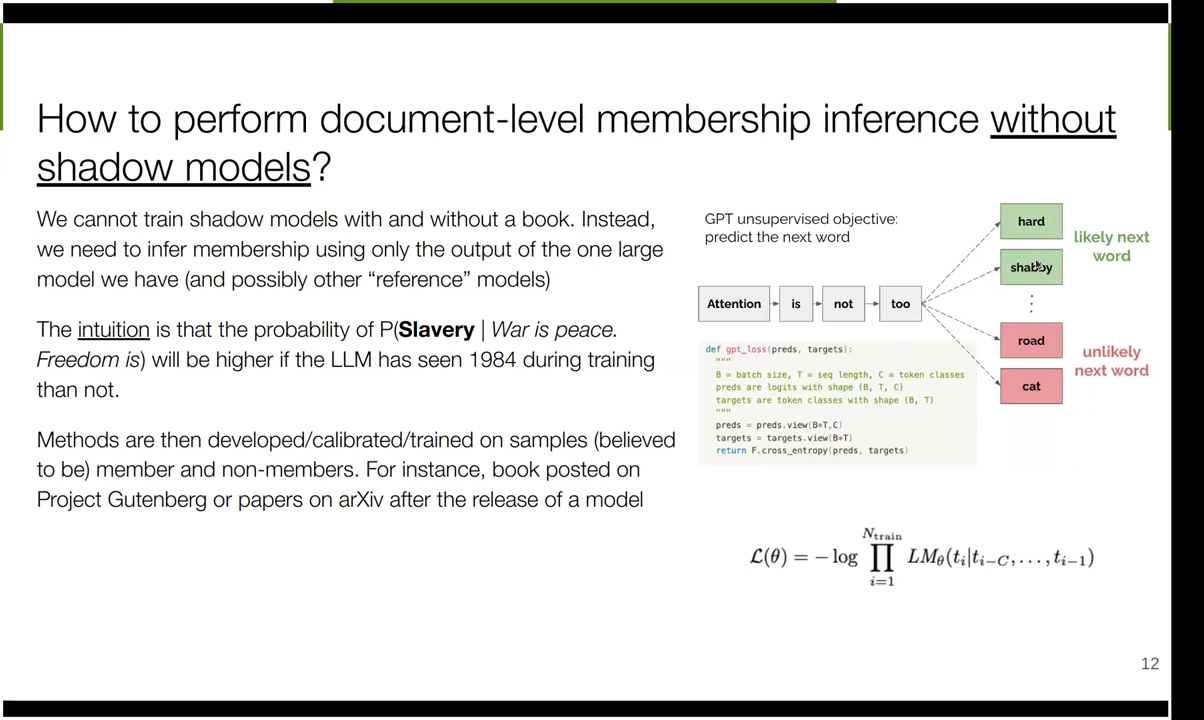 How to perform document-level membership inference without
shadow models?
We cannot train shadow models with and without a book. Instead,
we need to infer membership using only the output of the one large
model we have (and possibly other “reference” models)
The intuition is that the probability of P(Slavery | War is peace.
Freedom is) will be higher if the LLM has seen 1984 during training
than not.
Methods are then developed/calibrated/trained on samples (believed
to be) member and non-members. For instance, book posted on
Project Gutenberg or papers on arXiv after the release of a model
GPT unsupervised objective:
predict the next word
Attention is not too
hard
shabby
⋮
road
cat
likely next
word
unlikely
next word
def gpt_loss(preds, targets):
"""
B = batch size, T = seq length, C = token classes
preds are logits with shape (B, T, C)
targets are token classes with shape (B, T)
"""
preds = preds.view(B*T,C)
targets = targets.view(B*T)
return F.cross_entropy(preds, targets)
ℒ(θ) = − log ∏_{i=1}^{N_train} LM_θ(t_i|t_{i−C}, . . . , t_{i−1})
12